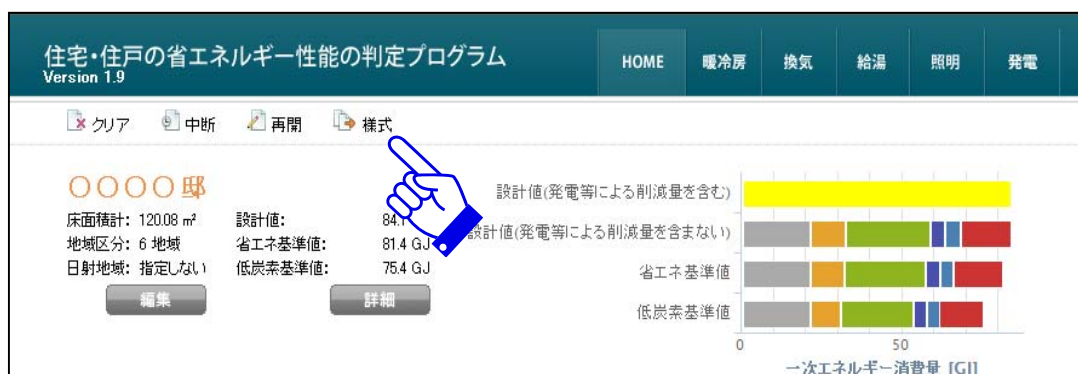 住宅・住戸の省エネルギー性能の判定プログラム
Version 1.9
HOME 暖冷房 換気 給湯 照明 発電
クリア 中断 再開 様式
〇〇〇〇邸
床面積計: 120.08 ㎡ 設計値: 84.
地域区分: 6 地域 省エネ基準値: 81.4 GJ
日射地域: 指定しない 低炭素基準値: 75.4 GJ
編集 詳細
設計値(発電等による削減量を含む)
設計値(発電等による削減量を含まない)
省エネ基準値
低炭素基準値
0 50
一次エネルギー消費量 [GJ]